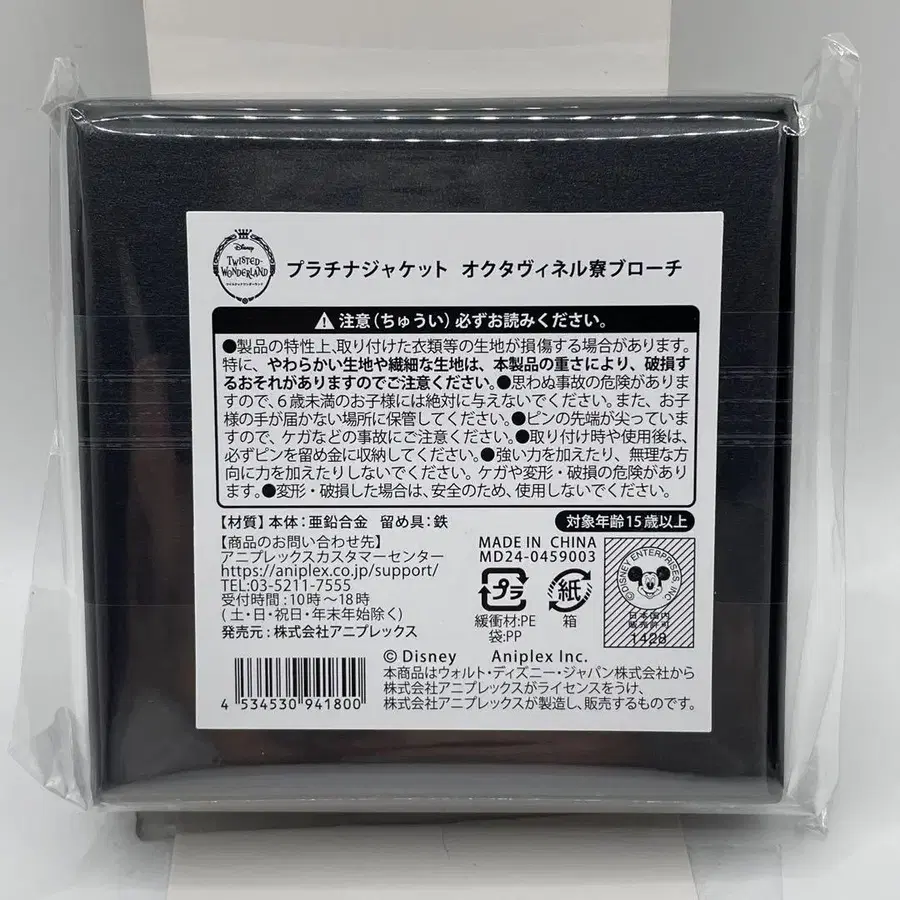 Disney
TWISTED-WONDERLAND
ツイステッドワンダーランド
プラチナジャケット オクタヴィネル寮ブローチ
注意(ちゅうい)必ずお読みください。
●製品の特性上、取り付けた衣類等の生地が損傷する場合があります。
特に、やわらかい生地や繊細な生地は、本製品の重さにより、破損す
るおそれがありますのでご注意ください。●思わぬ事故の危険がありま
すので、6歳未満のお子様には絶対に与えないでください。また、お子
様の手が届かない場所に保管してください。●ピンの先端が尖っていま
すので、ケガなどの事故にご注意ください。●取り付け時や使用後は、
必ずピンを留め金に収納してください。●強い力を加えたり、無理な方
向に力を加えたりしないでください。ケガや変形・破損の危険がありま
す。●変形・破損した場合は、安全のため、使用しないでください。
【材質】本体:亜鉛合金 留め具:鉄
対象年齢15歳以上
【商品のお問い合わせ先】
アニプレックスカスタマーセンター
https://aniplex.co.jp/support/
TEL:03-5211-7555
受付時間:10時~18時
(土・日・祝日・年末年始除く)
発売元:株式会社アニプレックス
MADE IN CHINA
MD24-0459003
プラ
紙
緩衝材:PE
袋:PP
箱
©DISNEY ENTERPRISES, INC
日本国内
販売許可
1428
© Disney Aniplex Inc.
本商品はウォルト・ディズニー・ジャパン株式会社から
株式会社アニプレックスがライセンスをうけ、
株式会社アニプレックスが製造し、販売するものです。
4 534530 941800